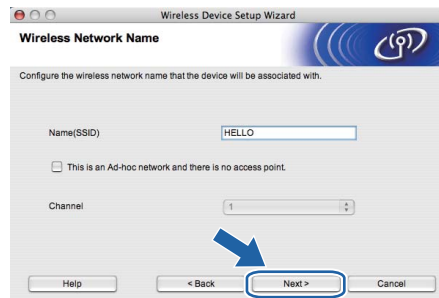 Wireless Device Setup Wizard
Wireless Network Name
Configure the wireless network name that the device will be associated with.
Name(SSID) HELLO
This is an Ad-hoc network and there is no access point.
Channel 1
Help < Back Next > Cancel